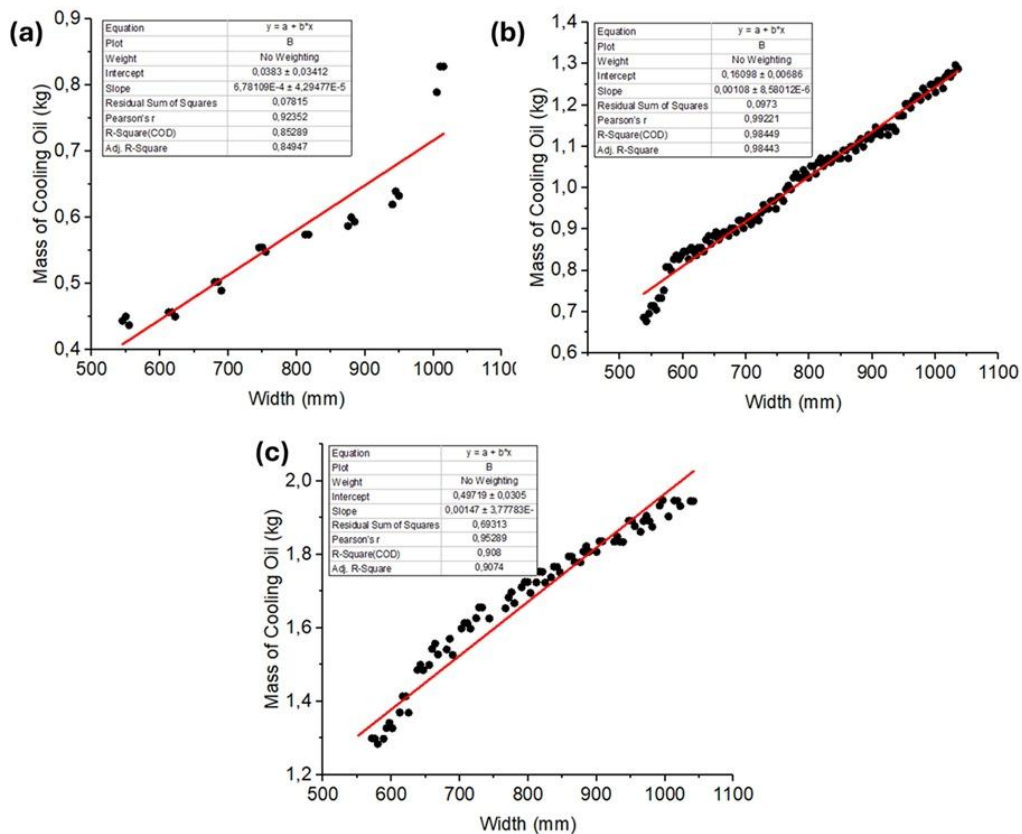 (a)
Equation y = a + b*x
Plot B
Weight No Weighting
Intercept 0,0383 ± 0,03412
Slope 6,78109E-4 ± 4,29477E-5
Residual Sum of Squares 0,07815
Pearson's r 0,92352
R-Square(COD) 0,85289
Adj. R-Square 0,84947
Mass of Cooling Oil (kg)
0,9
0,8
0,7
0,6
0,5
0,4
500 600 700 800 900 1000 1100
Width (mm)
(b)
Equation y = a + b*x
Plot B
Weight No Weighting
Intercept 0,16098 ± 0,00686
Slope 0,00108 ± 8,58012E-6
Residual Sum of Squares 0,0973
Pearson's r 0,99221
R-Square(COD) 0,98449
Adj. R-Square 0,98443
Mass of Cooling Oil (kg)
1,4
1,3
1,2
1,1
1,0
0,9
0,8
0,7
0,6
500 600 700 800 900 1000 1100
Width (mm)
(c)
Equation y = a + b*x
Plot B
Weight No Weighting
Intercept 0,49719 ± 0,0305
Slope 0,00147 ± 3,77783E-
Residual Sum of Squares 0,69313
Pearson's r 0,95289
R-Square(COD) 0,908
Adj. R-Square 0,9074
Mass of Cooling Oil (kg)
2,0
1,8
1,6
1,4
1,2
500 600 700 800 900 1000 1100
Width (mm)